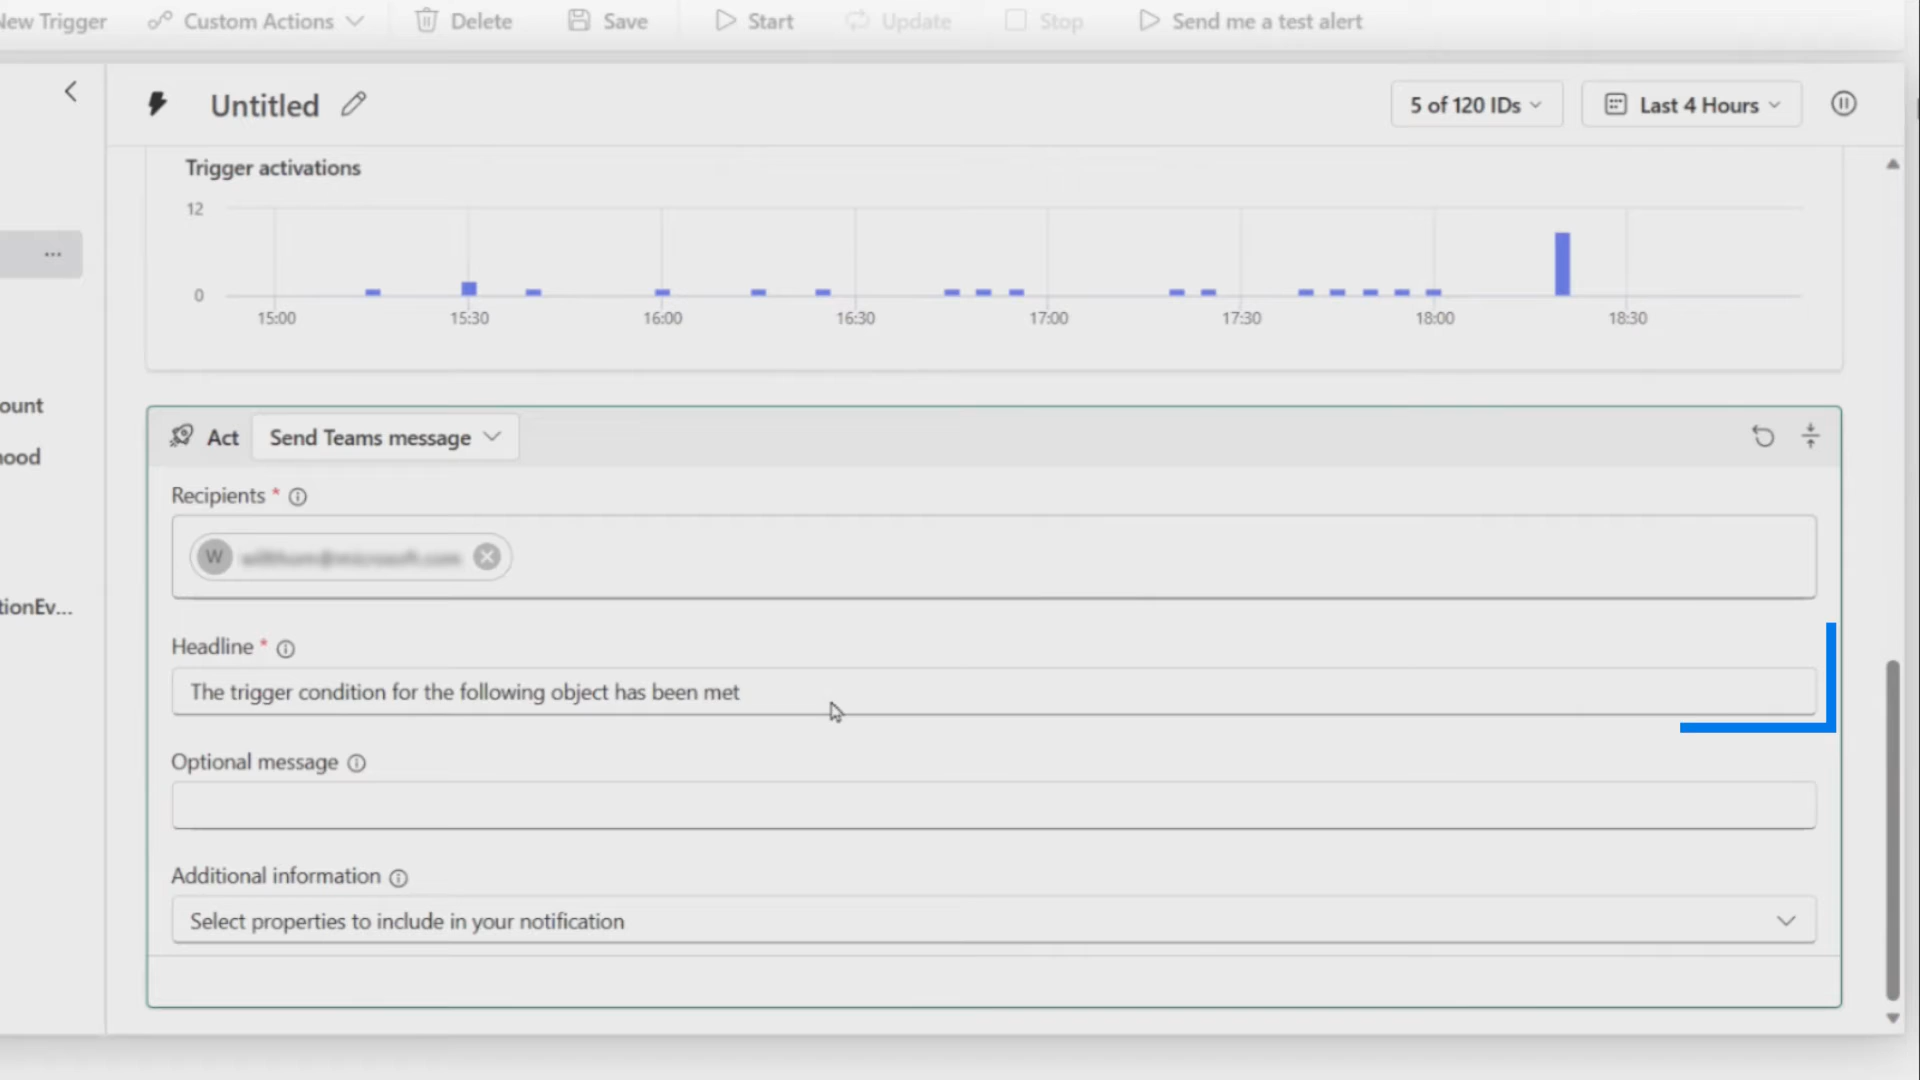 New Trigger Custom Actions Delete Save Start Update Stop Send me a test alert
Untitled 5 of 120 IDs Last 4 Hours
Trigger activations
12
0
15:00 15:30 16:00 16:30 17:00 17:30 18:00 18:30
...
ount
nood
tionEv...
Act Send Teams message
Recipients *
W
Headline *
The trigger condition for the following object has been met
Optional message
Additional information
Select properties to include in your notification